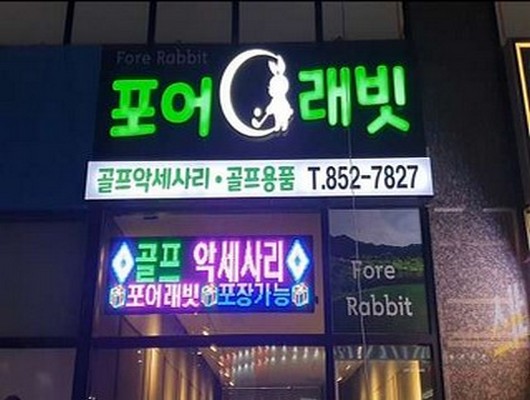 Fore Rabbit
포어래빗
골프악세사리·골프용품 T.852-7827
골프 악세사리
포어래빗 포장가능
Fore
Rabbit